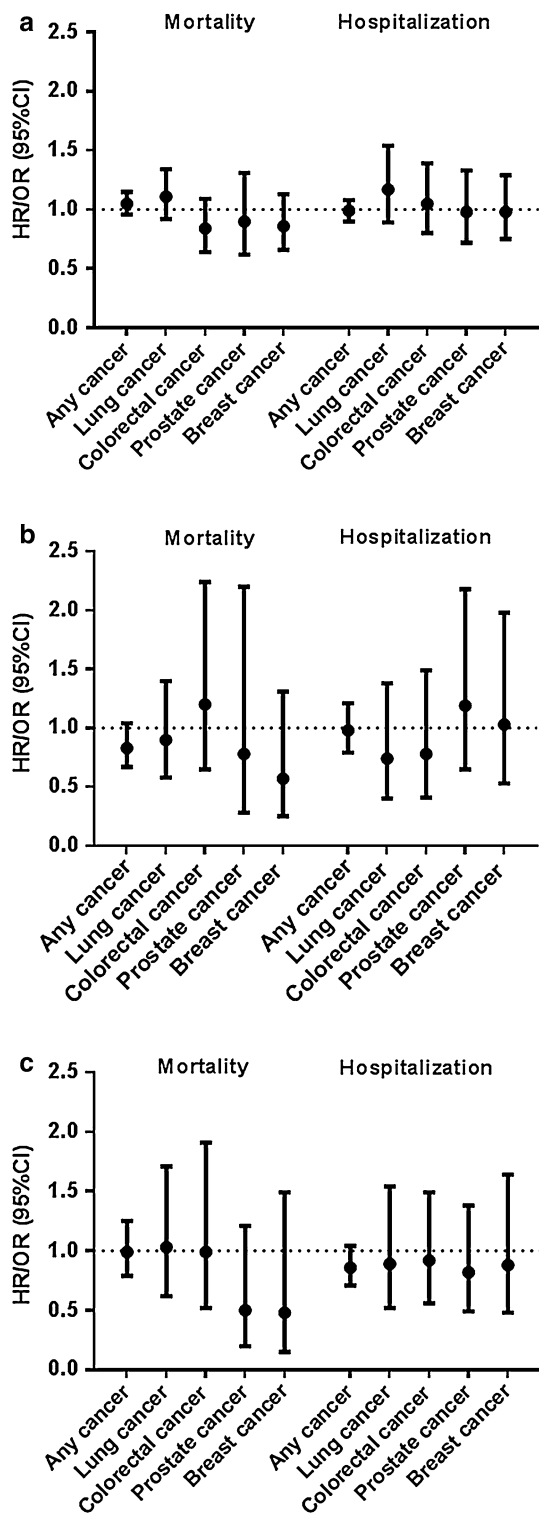 a
Mortality Hospitalization
HR/OR (95%CI)
2.5
2.0
1.5
1.0
0.5
0.0
Any cancer
Lung cancer
Colorectal cancer
Prostate cancer
Breast cancer
Any cancer
Lung cancer
Colorectal cancer
Prostate cancer
Breast cancer
b
Mortality Hospitalization
HR/OR (95%CI)
2.5
2.0
1.5
1.0
0.5
0.0
Any cancer
Lung cancer
Colorectal cancer
Prostate cancer
Breast cancer
Any cancer
Lung cancer
Colorectal cancer
Prostate cancer
Breast cancer
c
Mortality Hospitalization
HR/OR (95%CI)
2.5
2.0
1.5
1.0
0.5
0.0
Any cancer
Lung cancer
Colorectal cancer
Prostate cancer
Breast cancer
Any cancer
Lung cancer
Colorectal cancer
Prostate cancer
Breast cancer